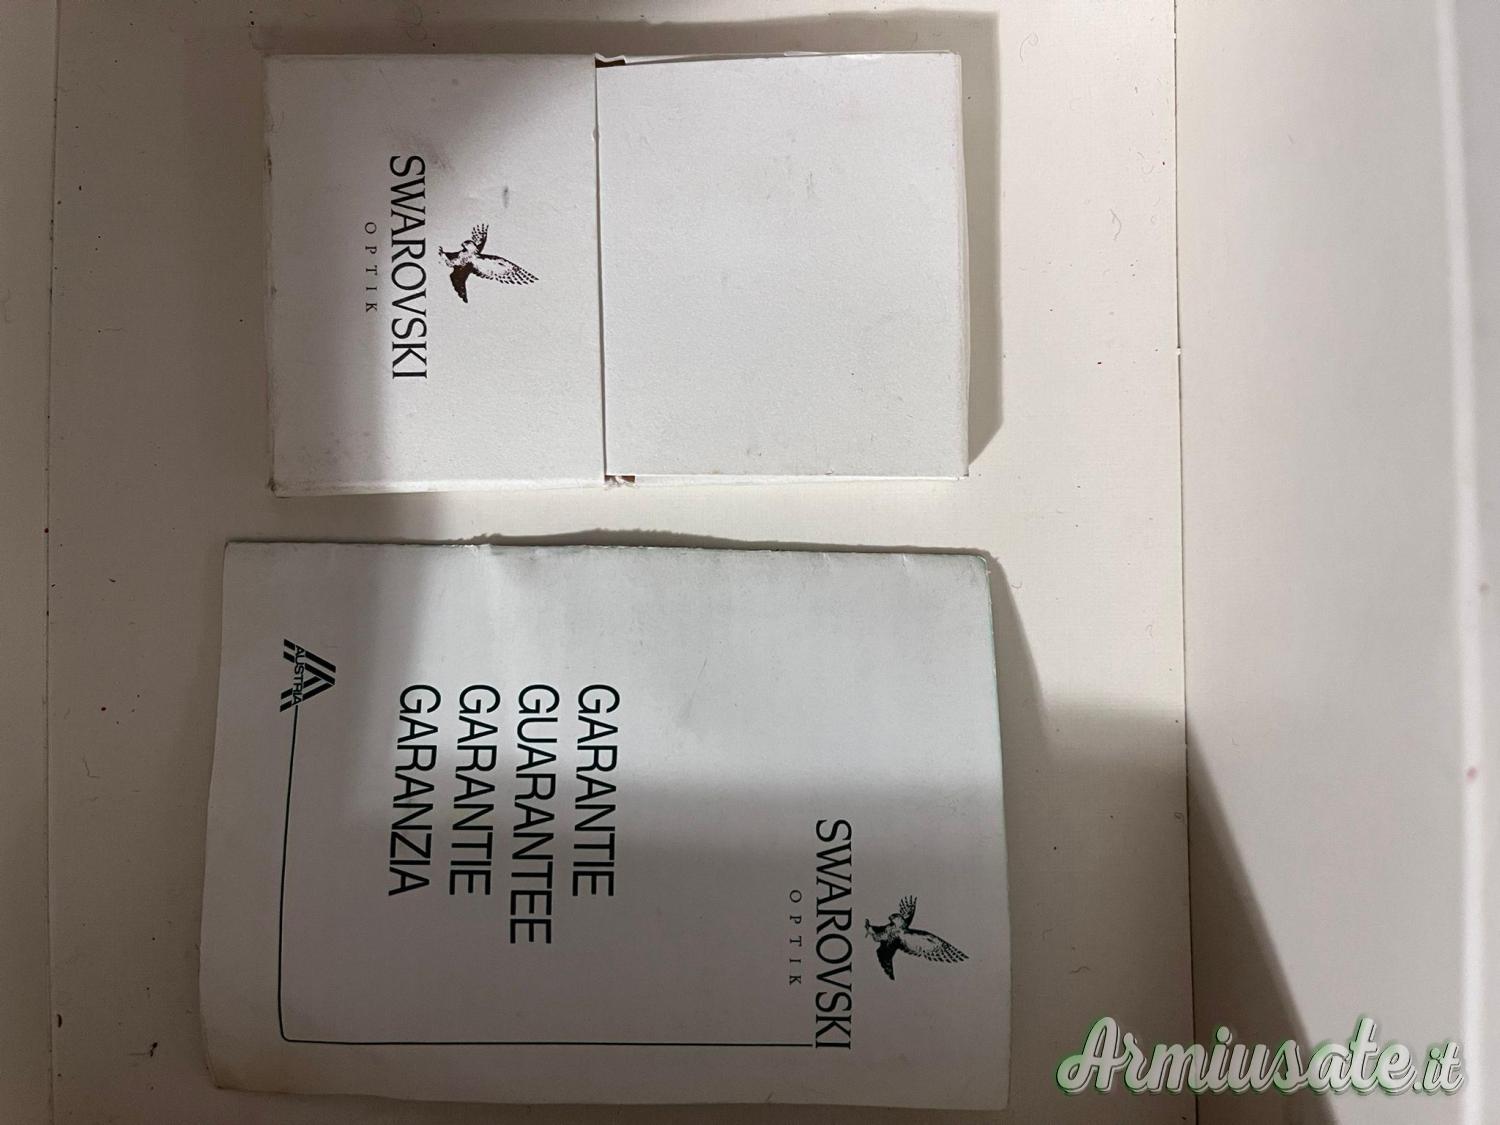 SWAROVSKI
OPTIK
SWAROVSKI
OPTIK
GARANTIE
GUARANTEE
GARANTIE
GARANZIA
AUSTRIA
Armiusate.it